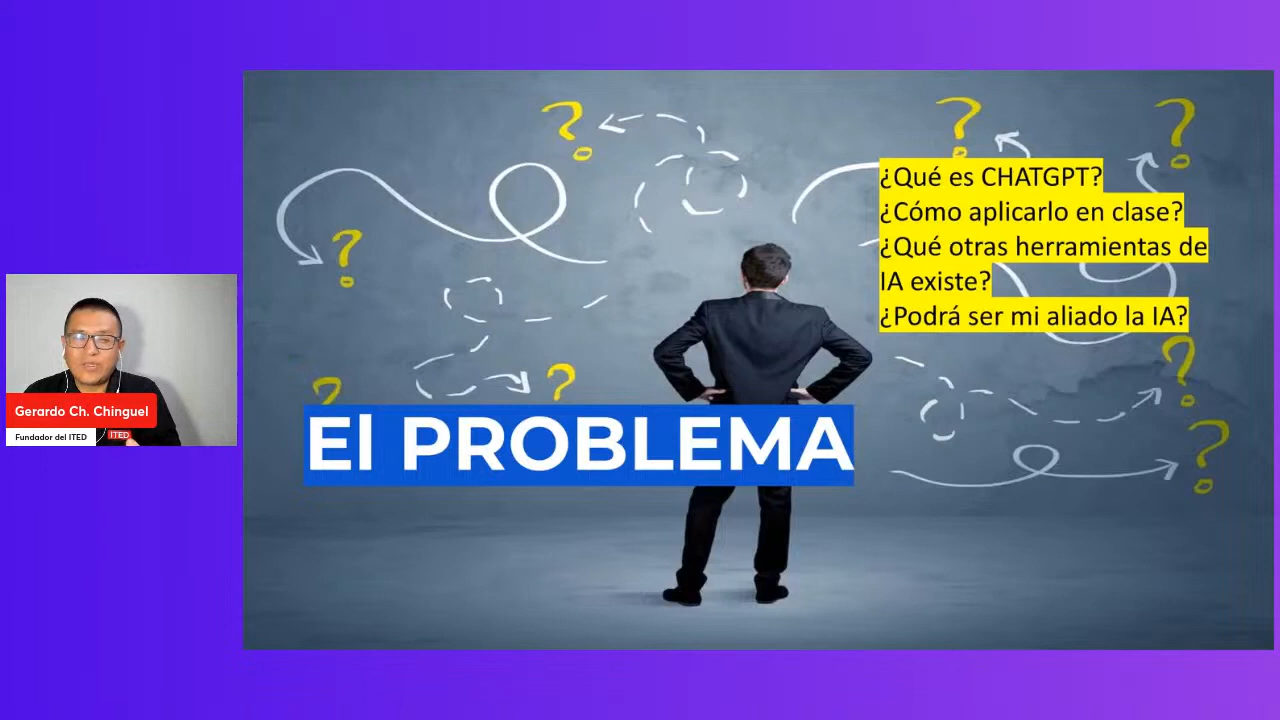 ¿Qué es CHATGPT?
¿Cómo aplicarlo en clase?
¿Qué otras herramientas de
IA existe?
¿Podrá ser mi aliado la IA?
El PROBLEMA
Gerardo Ch. Chinguel
Fundador del ITED
ITED